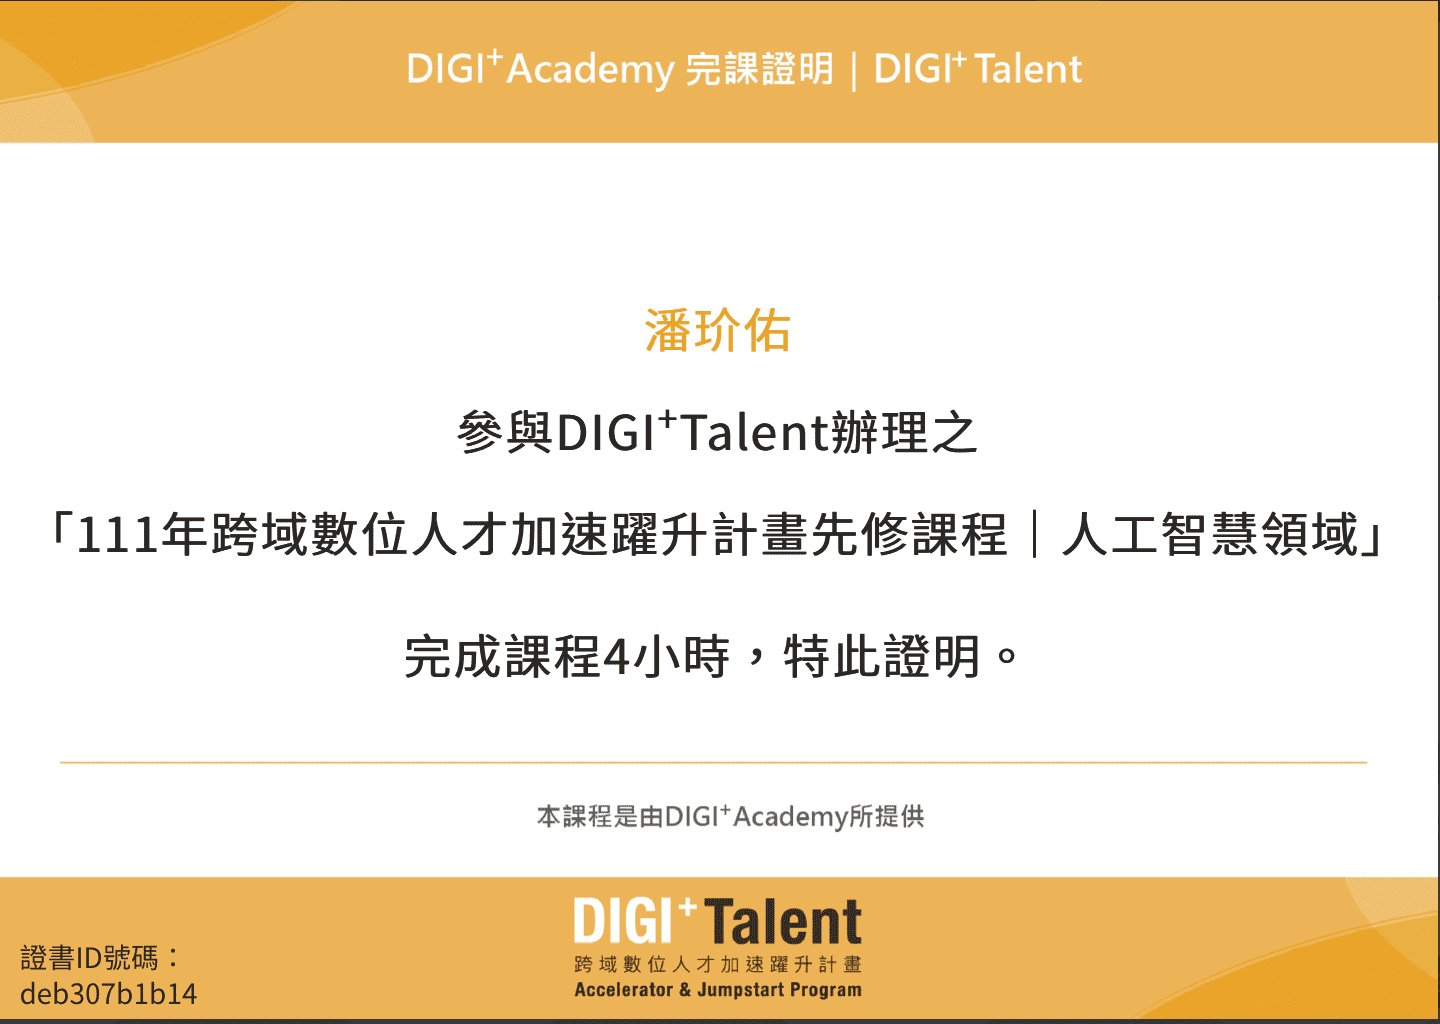 DIGI⁺Academy 完課證明｜DIGI⁺Talent
潘玠佑
參與DIGI⁺Talent辦理之
「111年跨域數位人才加速躍升計畫先修課程｜人工智慧領域」
完成課程4小時，特此證明。
本課程是由DIGI⁺Academy所提供
DIGI⁺Talent
跨域數位人才加速躍升計畫
Accelerator & Jumpstart Program
證書ID號碼：
deb307b1b14